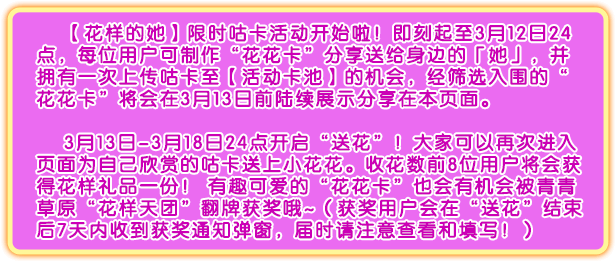 【花样的她】限时咕卡活动开始啦！即刻起至3月12日24
点，每位用户可制作“花花卡”分享送给身边的「她」，并
拥有一次上传咕卡至【活动卡池】的机会，经筛选入围的“
花花卡”将会在3月13日前陆续展示分享在本页面。
3月13日-3月18日24点开启“送花”！大家可以再次进入
页面为自己欣赏的咕卡送上小花花。收花数前8位用户将会获
得花样礼品一份！ 有趣可爱的“花花卡”也会有机会被青青
草原“花样天团”翻牌获奖哦~（获奖用户会在“送花”结束
后7天内收到获奖通知弹窗，届时请注意查看和填写！）